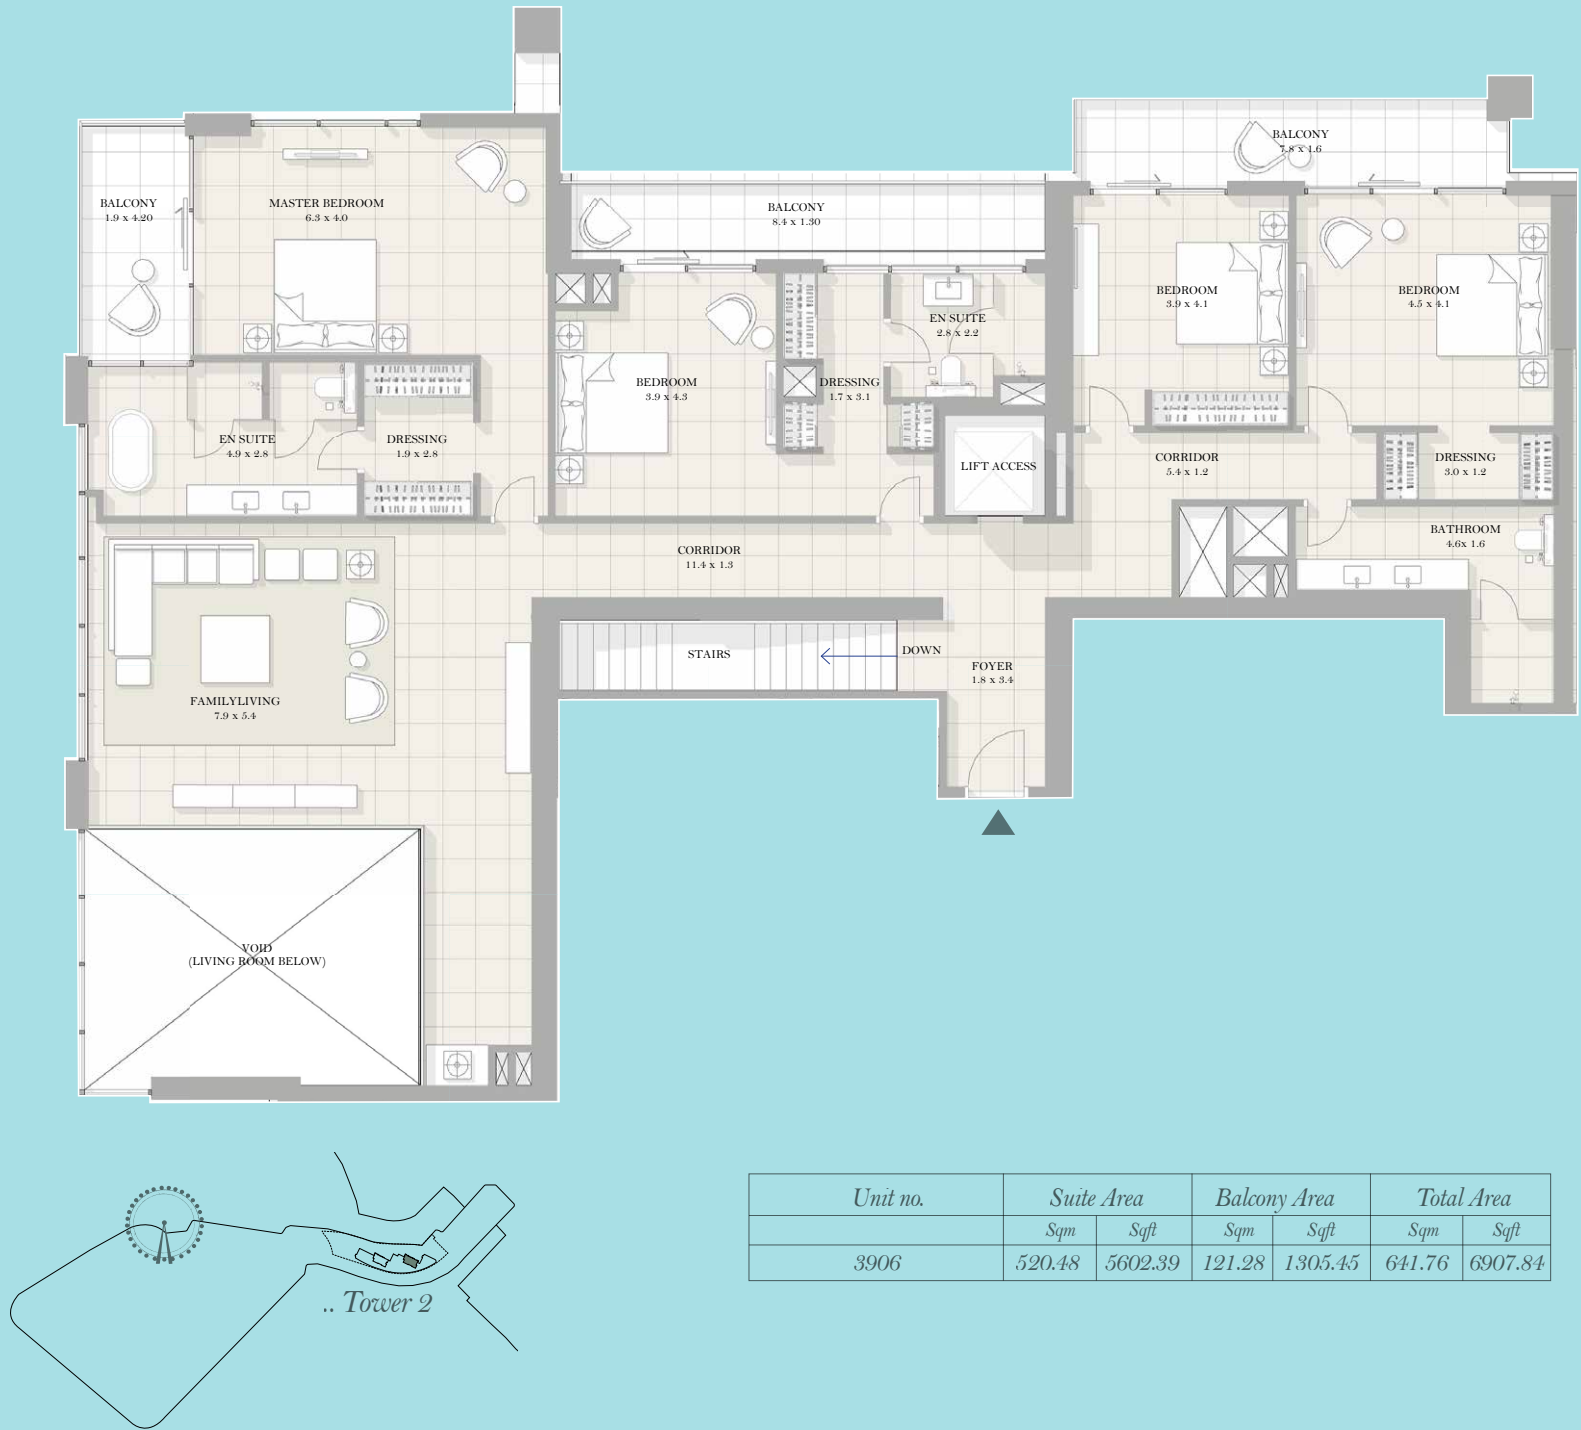 BALCONY
7.8 x 1.6
BALCONY
1.9 x 4.20
MASTER BEDROOM
6.3 x 4.0
BALCONY
8.4 x 1.30
BEDROOM
3.9 x 4.1
BEDROOM
4.5 x 4.1
EN SUITE
2.8 x 2.2
BEDROOM
3.9 x 4.3
DRESSING
1.7 x 3.1
EN SUITE
4.9 x 2.8
DRESSING
1.9 x 2.8
LIFT ACCESS
CORRIDOR
5.4 x 1.2
DRESSING
3.0 x 1.2
BATHROOM
4.6x 1.6
CORRIDOR
11.4 x 1.3
STAIRS
DOWN
FOYER
1.8 x 3.4
FAMILYLIVING
7.9 x 5.4
VOID
(LIVING ROOM BELOW)
.. Tower 2
Unit no. Suite Area Balcony Area Total Area
Sqm Sqft Sqm Sqft Sqm Sqft
3906 520.48 5602.39 121.28 1305.45 641.76 6907.84